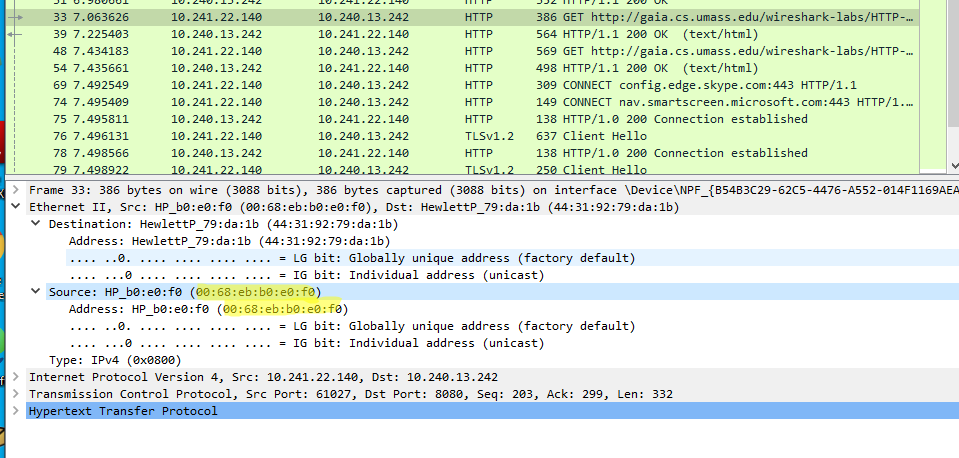 33 7.063626 10.241.22.140 10.240.13.242 HTTP 386 GET http://gaia.cs.umass.edu/wireshark-labs/HTTP-…
39 7.225403 10.240.13.242 10.241.22.140 HTTP 564 HTTP/1.1 200 OK (text/html)
48 7.434183 10.241.22.140 10.240.13.242 HTTP 569 GET http://gaia.cs.umass.edu/wireshark-labs/HTTP-…
54 7.435661 10.240.13.242 10.241.22.140 HTTP 498 HTTP/1.1 200 OK (text/html)
69 7.492549 10.241.22.140 10.240.13.242 HTTP 309 CONNECT config.edge.skype.com:443 HTTP/1.1
74 7.495409 10.241.22.140 10.240.13.242 HTTP 149 CONNECT nav.smartscreen.microsoft.com:443 HTTP/1.…
75 7.495811 10.240.13.242 10.241.22.140 HTTP 138 HTTP/1.0 200 Connection established
76 7.496131 10.241.22.140 10.240.13.242 TLSv1.2 637 Client Hello
78 7.498566 10.240.13.242 10.241.22.140 HTTP 138 HTTP/1.0 200 Connection established
79 7.498922 10.241.22.140 10.240.13.242 TLSv1.2 250 Client Hello
Frame 33: 386 bytes on wire (3088 bits), 386 bytes captured (3088 bits) on interface \Device\NPF_{B54B3C29-62C5-4476-A552-014F1169AEA
Ethernet II, Src: HP_b0:e0:f0 (00:68:eb:b0:e0:f0), Dst: HewlettP_79:da:1b (44:31:92:79:da:1b)
Destination: HewlettP_79:da:1b (44:31:92:79:da:1b)
Address: HewlettP_79:da:1b (44:31:92:79:da:1b)
.... ..0. .... .... .... .... = LG bit: Globally unique address (factory default)
.... ...0 .... .... .... .... = IG bit: Individual address (unicast)
Source: HP_b0:e0:f0 (00:68:eb:b0:e0:f0)
Address: HP_b0:e0:f0 (00:68:eb:b0:e0:f0)
.... ..0. .... .... .... .... = LG bit: Globally unique address (factory default)
.... ...0 .... .... .... .... = IG bit: Individual address (unicast)
Type: IPv4 (0x0800)
Internet Protocol Version 4, Src: 10.241.22.140, Dst: 10.240.13.242
Transmission Control Protocol, Src Port: 61027, Dst Port: 8080, Seq: 203, Ack: 299, Len: 332
Hypertext Transfer Protocol